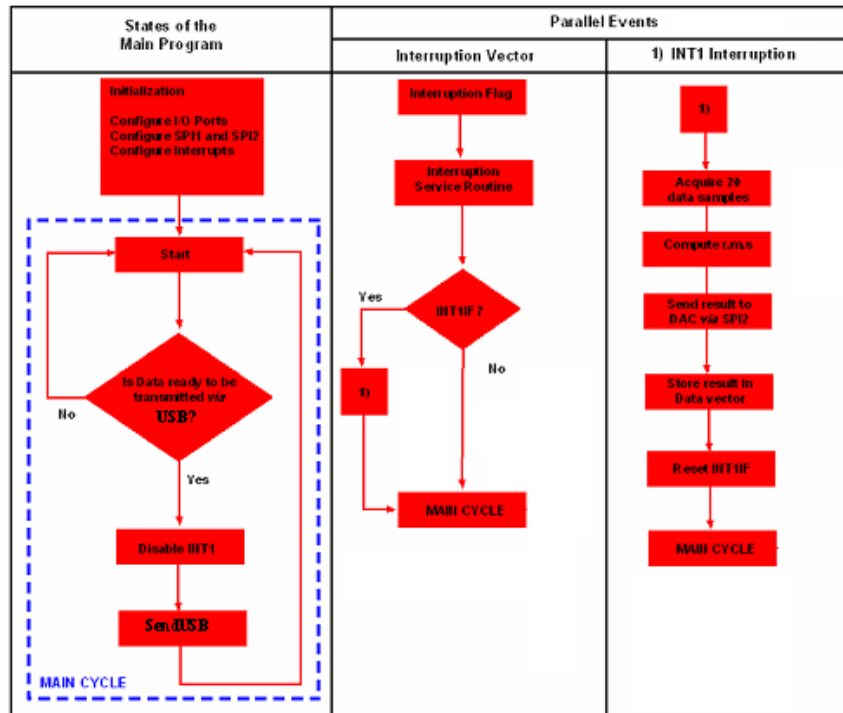 States of the
Main Program
Parallel Events
Interruption Vector
1) INT1 Interruption
Initialization
Configure I/O Ports
Configure SPI1 and SPI2
Configure Interrupts
Start
Is Data ready to be
transmitted via
USB?
No
Yes
Disable INT1
SendUSB
MAIN CYCLE
Interruption Flag
Interruption
Service Routine
INT1IF?
Yes
No
1)
MAIN CYCLE
1)
Acquire 20
data samples
Compute r.m.s
Send result to
DAC via SPI2
Store result in
Data vector
Reset INT1IF
MAIN CYCLE